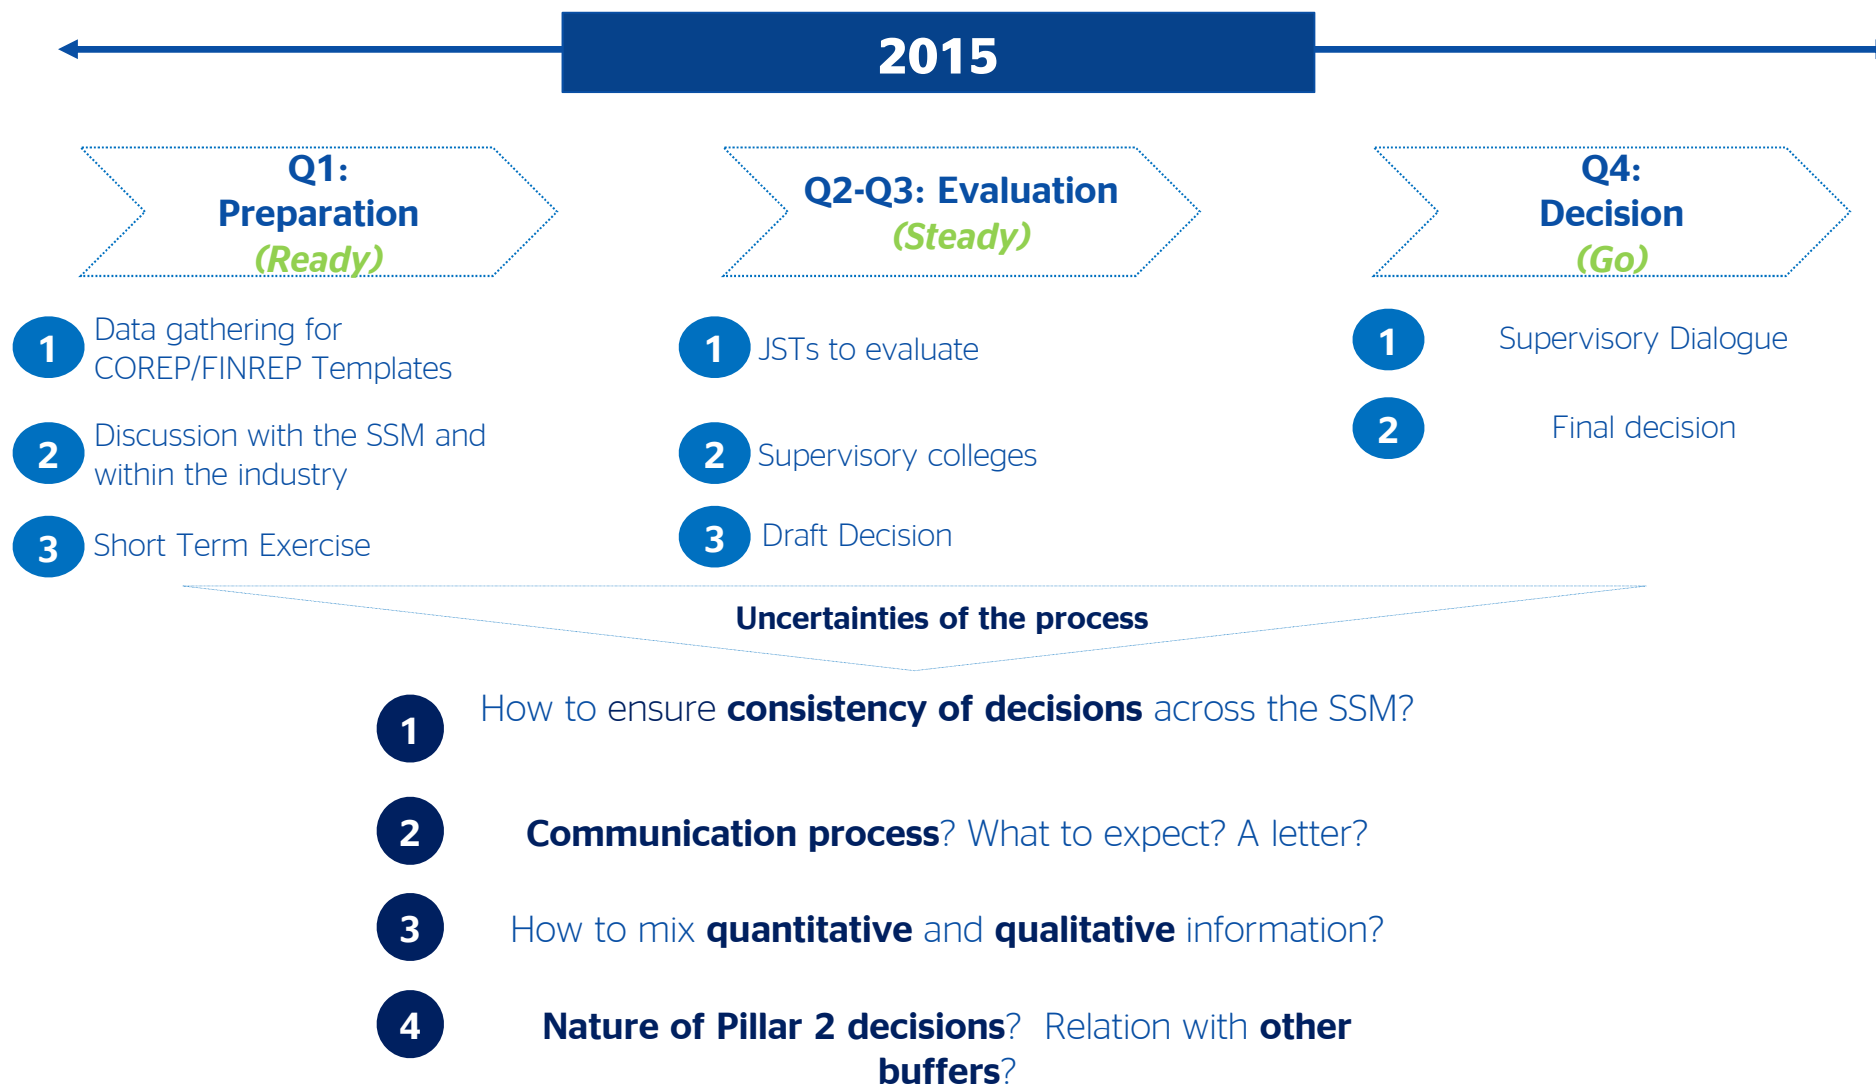 2015
Q1:
Preparation
(Ready)
1 Data gathering for
COREP/FINREP Templates
2 Discussion with the SSM and
within the industry
3 Short Term Exercise
Q2-Q3: Evaluation
(Steady)
1 JSTs to evaluate
2 Supervisory colleges
3 Draft Decision
Q4:
Decision
(Go)
1 Supervisory Dialogue
2 Final decision
Uncertainties of the process
1 How to ensure consistency of decisions across the SSM?
2 Communication process? What to expect? A letter?
3 How to mix quantitative and qualitative information?
4 Nature of Pillar 2 decisions? Relation with other
buffers?